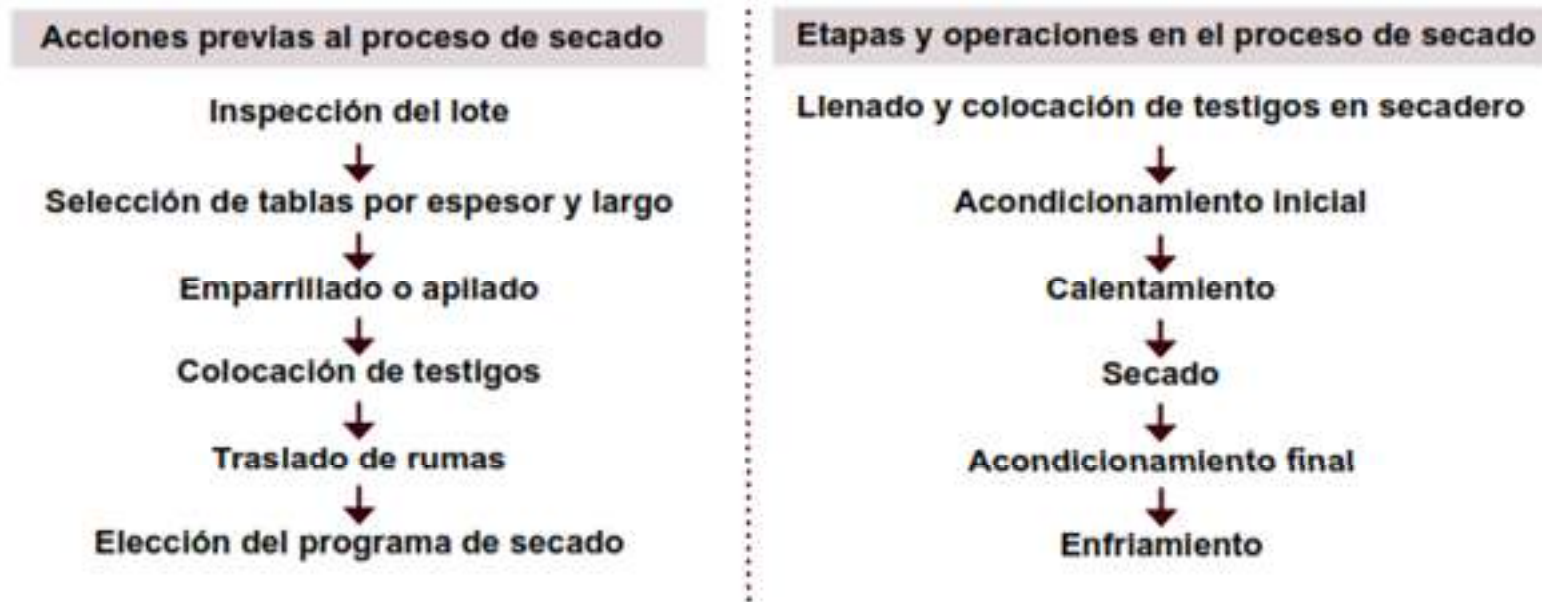 Acciones previas al proceso de secado
Inspección del lote
Selección de tablas por espesor y largo
Emparrillado o apilado
Colocación de testigos
Traslado de rumas
Elección del programa de secado
Etapas y operaciones en el proceso de secado
Llenado y colocación de testigos en secadero
Acondicionamiento inicial
Calentamiento
Secado
Acondicionamiento final
Enfriamiento